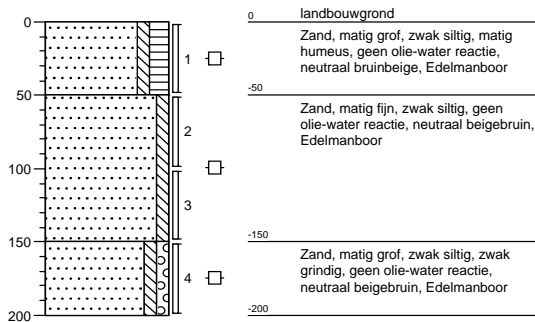 0
50
100
150
200
1
2
3
4
0
landbouwgrond
Zand, matig grof, zwak siltig, matig
humeus, geen olie-water reactie,
neutraal bruinbeige, Edelmanboor
-50
Zand, matig fijn, zwak siltig, geen
olie-water reactie, neutraal beigebruin,
Edelmanboor
-150
Zand, matig grof, zwak siltig, zwak
grindig, geen olie-water reactie,
neutraal beigebruin, Edelmanboor
-200